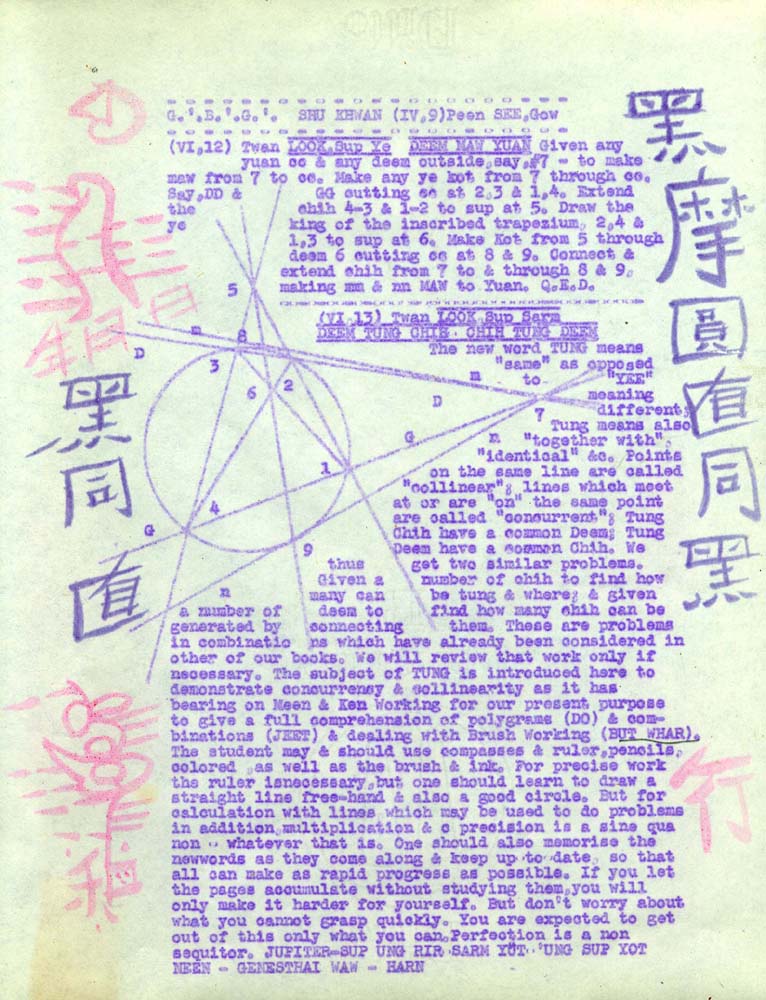 G.'.B.'.G.'. SHU KHWAN (IV,9)Peen SEE,Gow
(VI,12) Twan LOOK,Sup Ye DEEM MAW YUAN Given any
yuan cc & any deem outside,say,#7 - to make
maw from 7 to cc. Make any ye kot from 7 through cc.
Say,DD & GG cutting cc at 2,3 & 1,4. Extend
the chih 4-3 & 1-2 to sup at 5. Draw the
ye king of the inscribed trapezium, 2,4 &
1,3 to sup at 6. Make Kot from 5 through
deem 6 cutting cc at 8 & 9. Connect &
extend chih from 7 to & through 8 & 9,
making mm & nn MAW to Yuan. Q.E.D.
(VI,13) Twan LOOK,Sup Sarm
DEEM TUNG CHIH. CHIH TUNG DEEM
The new word TUNG means
"same" as opposed
to "YEE"
meaning
different;
Tung means also
"together with",
"identical" &c. Points
on the same line are called
"collinear"; lines which meet
at or are "on" the same point
are called "concurrent"; Tung
Chih have a common Deem; Tung
Deem have a common Chih. We
thus get two similar problems.
Given a number of chih to find how
many can be tung & where; & given
a number of deem to find how many chih can be
generated by connecting them. These are problems
in combinatic ns which have already been considered in
other of our books. We will review that work only if
necessary. The subject of TUNG is introduced here to
demonstrate concurrency & collinearity as it has
bearing on Meen & Ken Working for our present purpose
to give a full comprehension of polygrams (DO) & com-
binations (JEET) & dealing with Brush Working (BUT WHAR).
The student may & should use compasses & ruler,pencils,
colored ,as well as the brush & ink. For precise work
the ruler isnecessary,but one should learn to draw a
straight line free-hand & also a good circle. But for
calculation with lines which may be used to do problems
in addition,multiplication & c precision is a sine qua
non - whatever that is. One should also memorise the
newwords as they come along & keep up-to-date, so that
all can make as rapid progress as possible. If you let
the pages accumulate without studying them,you will
only make it harder for yourself. But don't worry about
what you cannot grasp quickly. You are expected to get
out of this only what you can.Perfection is a non
sequitor. JUPITER-SUP UNG RIR SARM YUT..'UNG SUP YOT
NEEN - GENESTHAI WAW - HARN
5
m
8
D
3
6
2
m
D
7
G
n
1
4
G
9
n
黑
摩
圓
直
同
黑
黑
同
直
三
日
年
月
日
行